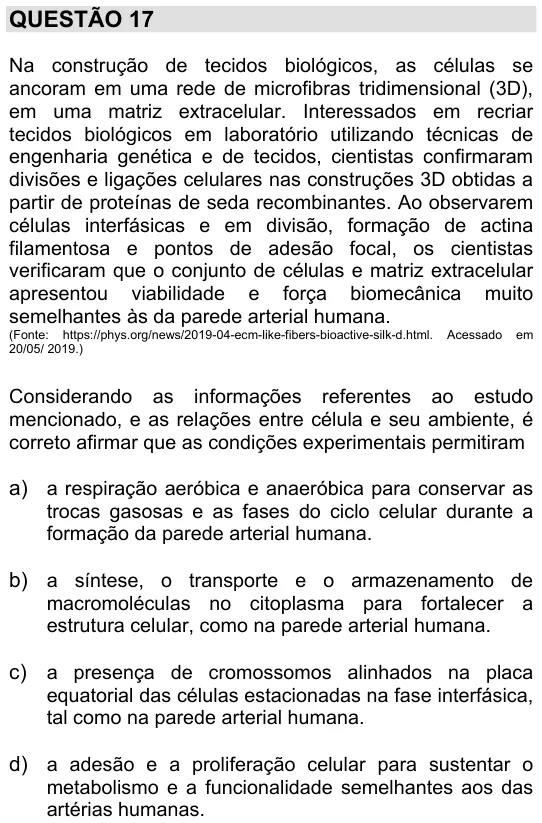 QUESTÃO 17
Na construção de tecidos biológicos, as células se
ancoram em uma rede de microfibras tridimensional (3D),
em uma matriz extracelular. Interessados em recriar
tecidos biológicos em laboratório utilizando técnicas de
engenharia genética e de tecidos, cientistas confirmaram
divisões e ligações celulares nas construções 3D obtidas a
partir de proteínas de seda recombinantes. Ao observarem
células interfásicas e em divisão, formação de actina
filamentosa e pontos de adesão focal, os cientistas
verificaram que o conjunto de células e matriz extracelular
apresentou viabilidade e força biomecânica muito
semelhantes às da parede arterial humana.
(Fonte: https://phys.org/news/2019-04-ecm-like-fibers-bioactive-silk-d.html. Acessado em
20/05/ 2019.)
Considerando as informações referentes ao estudo
mencionado, e as relações entre célula e seu ambiente, é
correto afirmar que as condições experimentais permitiram
a) a respiração aeróbica e anaeróbica para conservar as
trocas gasosas e as fases do ciclo celular durante a
formação da parede arterial humana.
b) a síntese, o transporte e o armazenamento de
macromoléculas no citoplasma para fortalecer a
estrutura celular, como na parede arterial humana.
c) a presença de cromossomos alinhados na placa
equatorial das células estacionadas na fase interfásica,
tal como na parede arterial humana.
d) a adesão e a proliferação celular para sustentar o
metabolismo e a funcionalidade semelhantes aos das
artérias humanas.